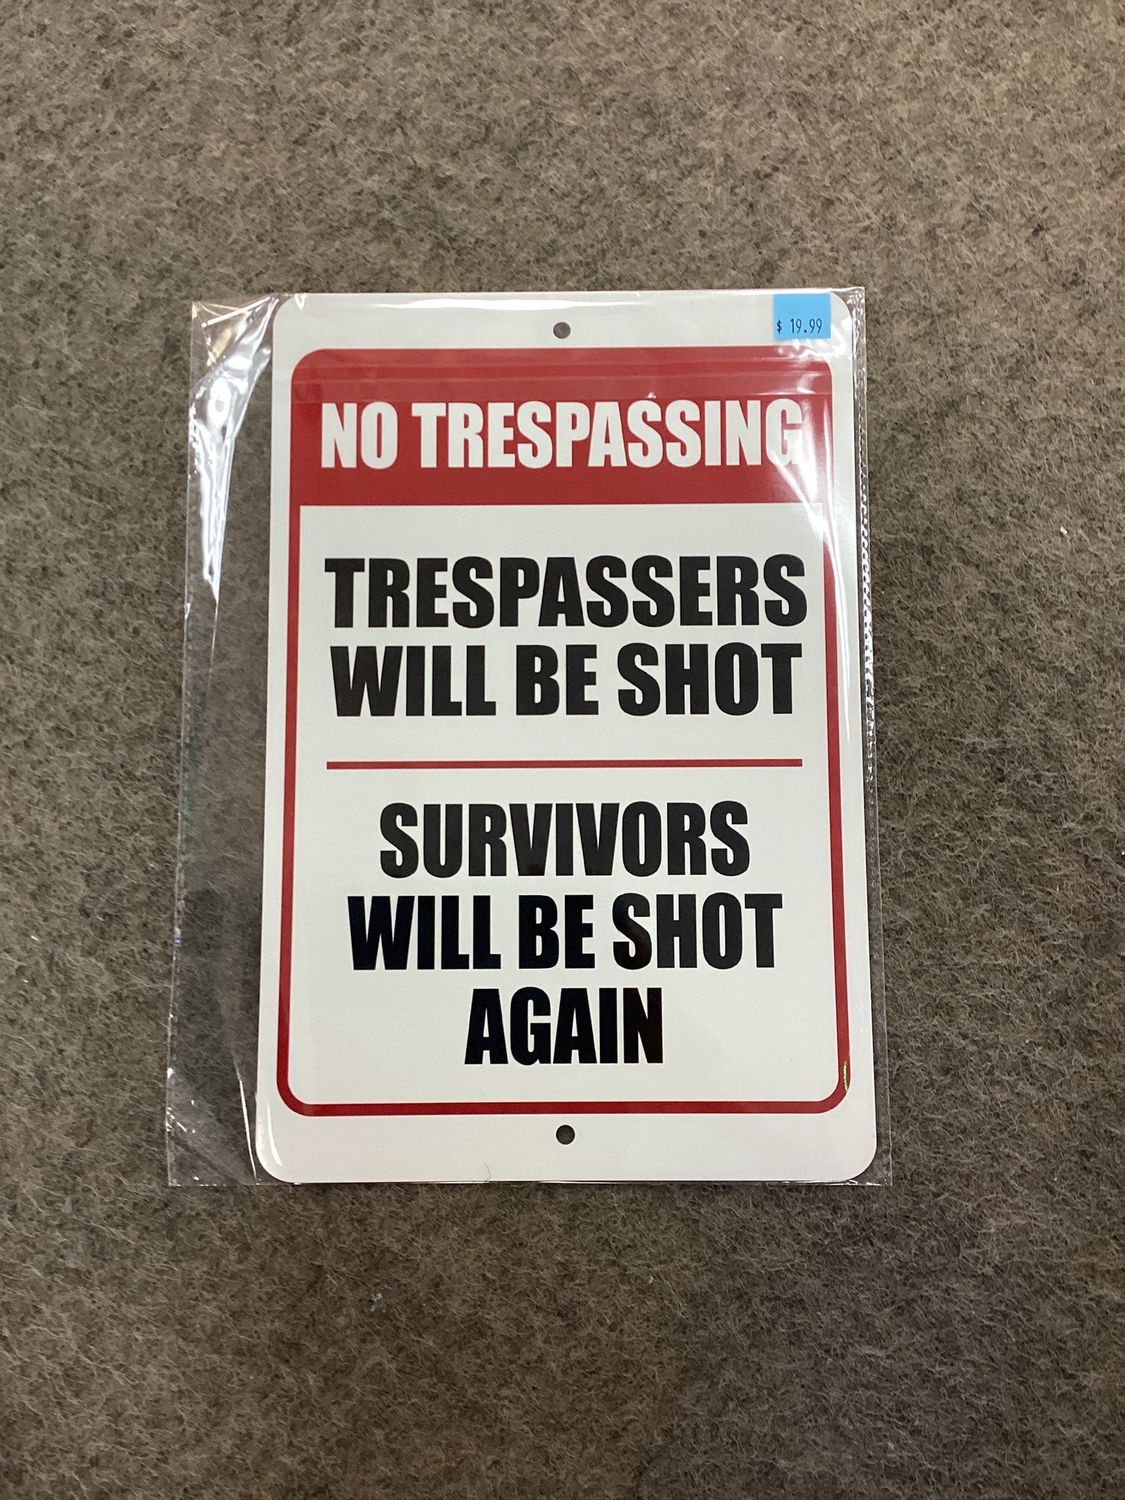 $ 19.99
NO TRESPASSING
TRESPASSERS
WILL BE SHOT
SURVIVORS
WILL BE SHOT
AGAIN